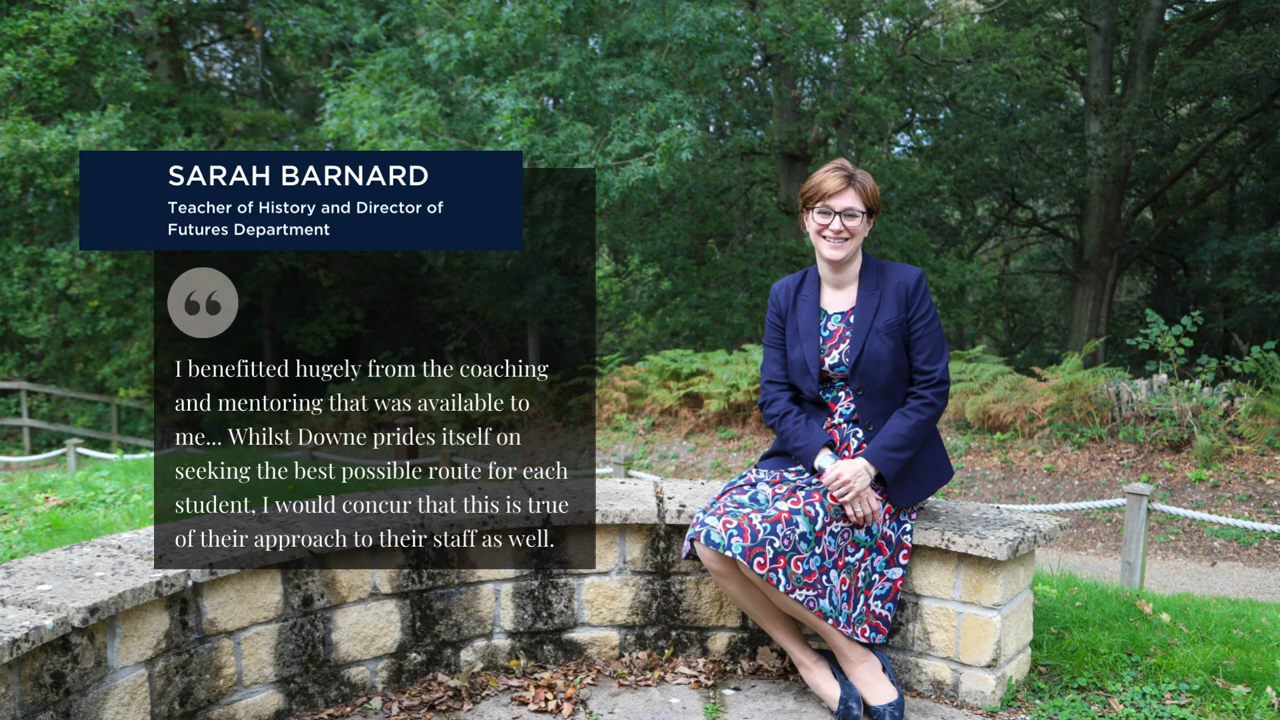 SARAH BARNARD
Teacher of History and Director of
Futures Department
“
I benefitted hugely from the coaching
and mentoring that was available to
me... Whilst Downe prides itself on
seeking the best possible route for each
student, I would concur that this is true
of their approach to their staff as well.